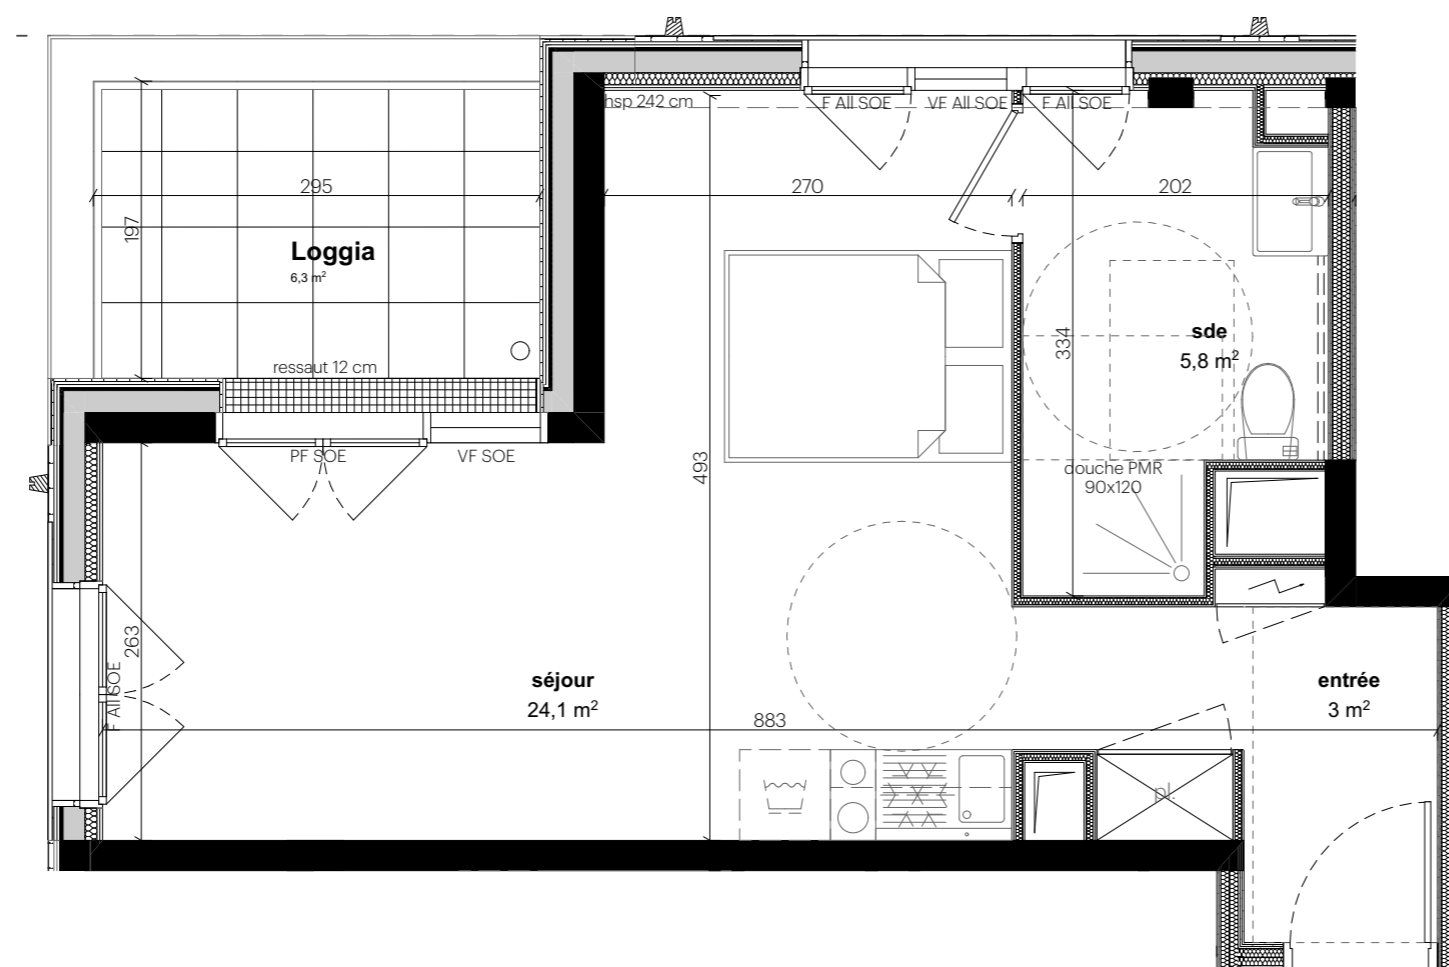 hsp 242 cm
F All SOE
VF All SOE
F All SOE
295
270
202
197
Loggia
6,3 m²
334
sde
5,8 m²
ressaut 12 cm
PF SOE
VF SOE
493
douche PMR
90x120
263
F All SOE
séjour
24,1 m²
entrée
3 m²
883
pl.